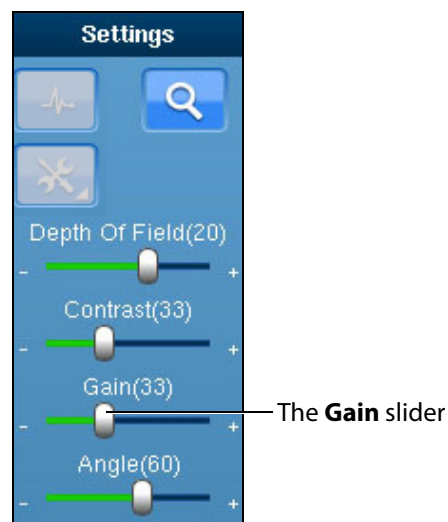 Settings
Depth Of Field(20)
- +
Contrast(33)
- +
Gain(33)
- +
The Gain slider
Angle(60)
- +